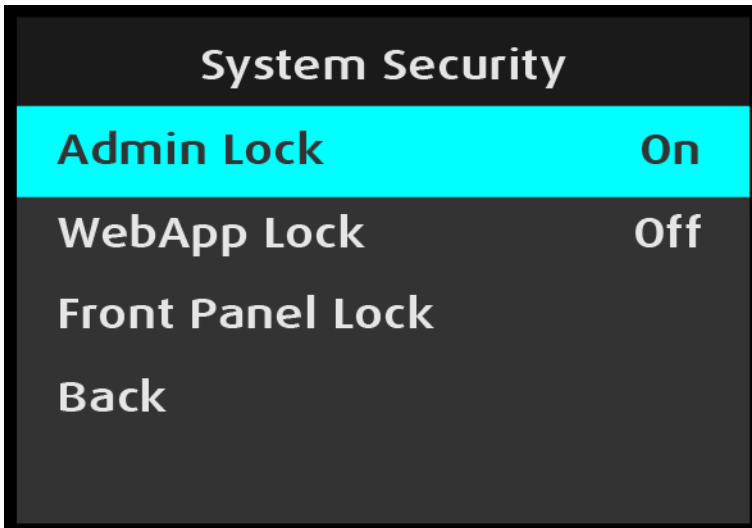 System Security
Admin Lock On
WebApp Lock Off
Front Panel Lock
Back